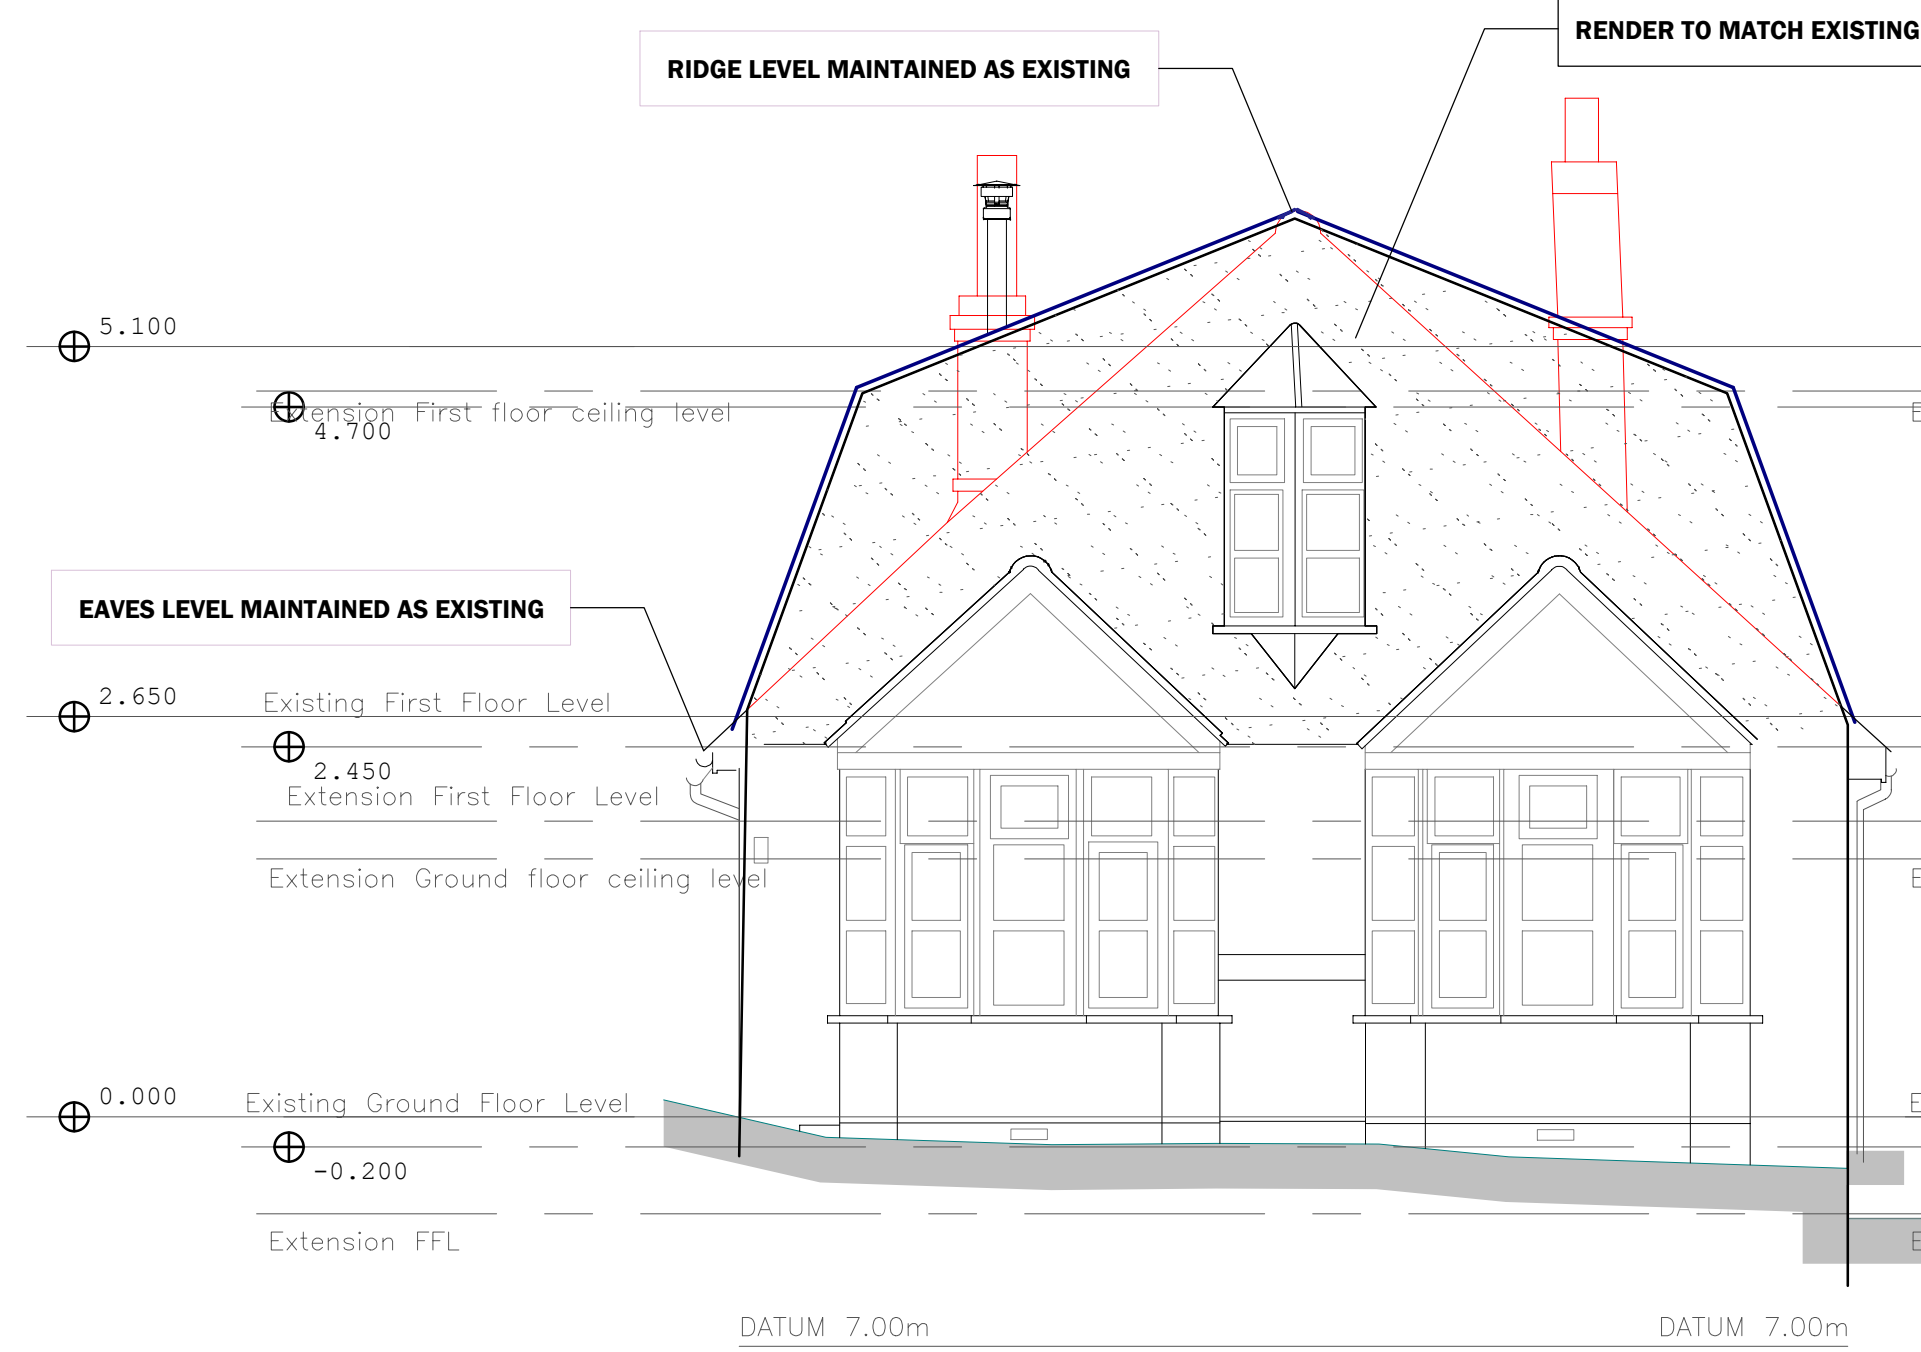 RENDER TO MATCH EXISTING
RIDGE LEVEL MAINTAINED AS EXISTING
5.100
Extension First floor ceiling level
4.700
EAVES LEVEL MAINTAINED AS EXISTING
2.650
Existing First Floor Level
2.450
Extension First Floor Level
Extension Ground floor ceiling level
0.000
Existing Ground Floor Level
-0.200
Extension FFL
DATUM 7.00m
DATUM 7.00m